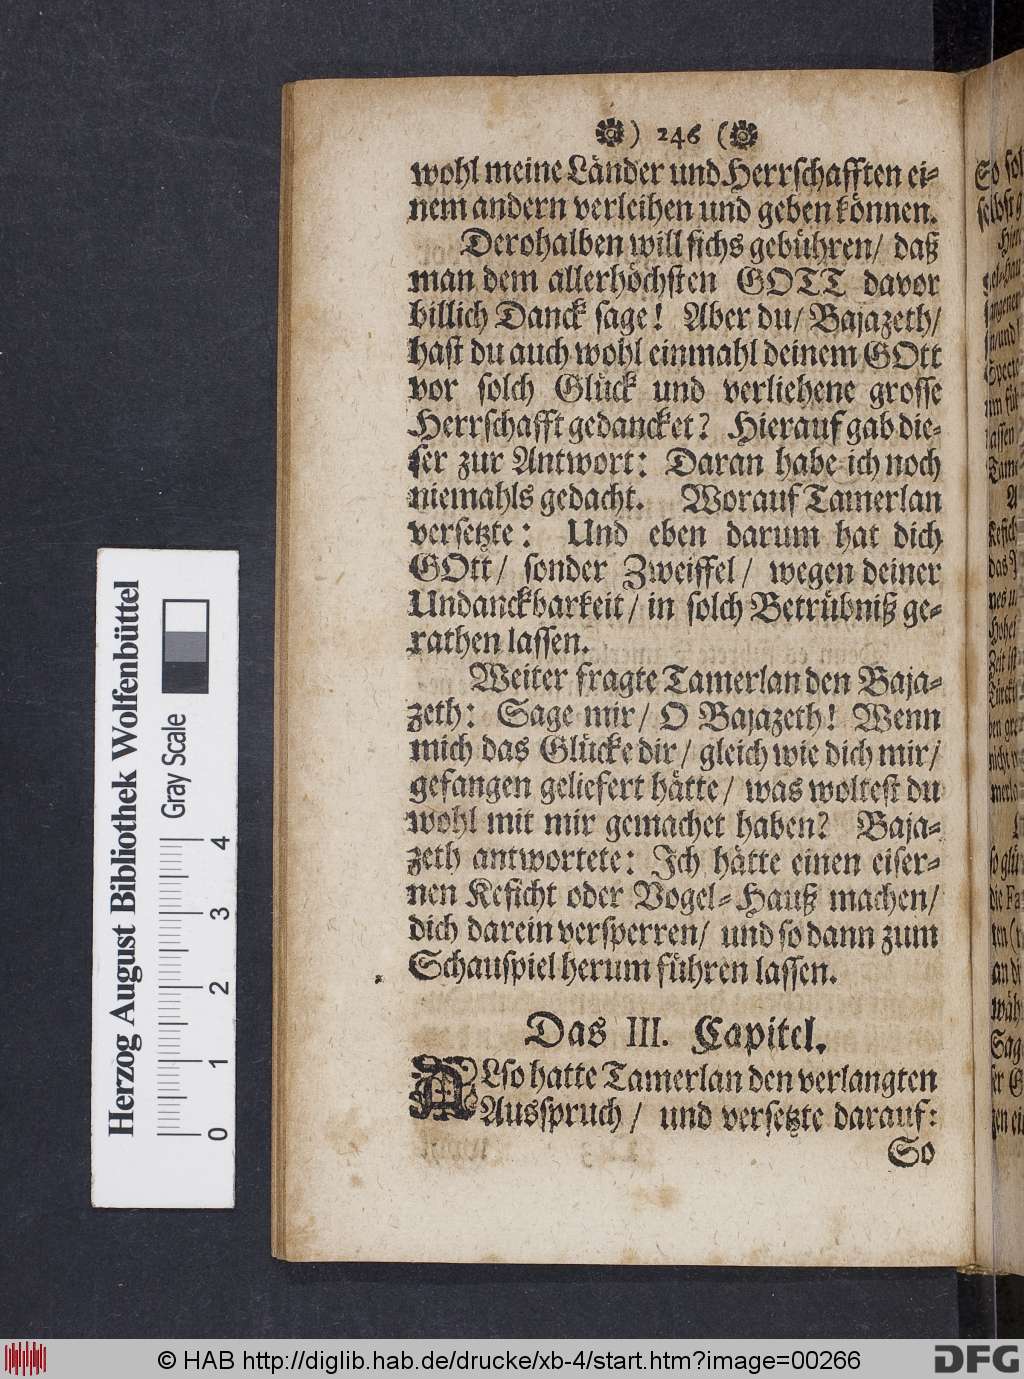 ) 246 (
wohl meine Länder und Herrschafften ei-
nem andern verleihen und geben können.
Derohalben will sichs gebühren/ daß
man dem allerhöchsten GOTT davor
billich Danck sage! Aber du/ Bajazeth/
hast du auch wohl einmahl deinem GOtt
vor solch Glück und verliehene grosse
Herrschafft gedancket? Hierauf gab die-
ser zur Antwort: Daran habe ich noch
niemahls gedacht. Worauf Tamerlan
versetzte: Und eben darum hat dich
GOtt/ sonder Zweiffel/ wegen deiner
Undanckbarkeit/ in solch Betrübniß ge-
rathen lassen.
Weiter fragte Tamerlan den Baja-
zeth: Sage mir/ O Bajazeth! Wenn
mich das Glücke dir/ gleich wie dich mir/
gefangen geliefert hätte/ was woltest du
wohl mit mir gemachet haben? Baja-
zeth antwortete: Ich hätte einen eiser-
nen Keficht oder Vogel-Hauß machen/
dich darein versperren/ und so dann zum
Schauspiel herum führen lassen.
Das III. Capitel.
ALso hatte Tamerlan den verlangten
Ausspruch/ und versetzte darauf:
So
Herzog August Bibliothek Wolfenbüttel
Gray Scale
0 1 2 3 4
© HAB http://diglib.hab.de/drucke/xb-4/start.htm?image=00266
DFG